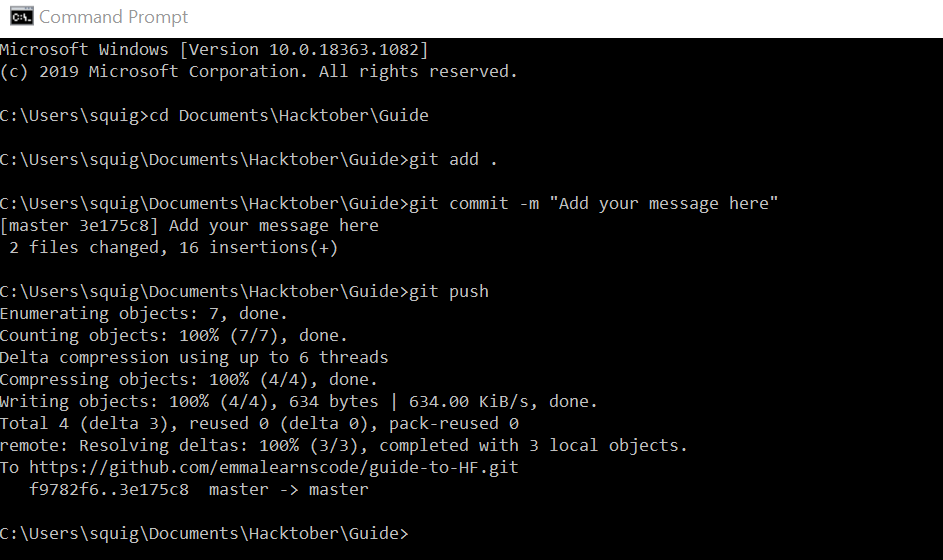 Command Prompt
Microsoft Windows [Version 10.0.18363.1082]
(c) 2019 Microsoft Corporation. All rights reserved.
C:\Users\squig>cd Documents\Hacktober\Guide
C:\Users\squig\Documents\Hacktober\Guide>git add .
C:\Users\squig\Documents\Hacktober\Guide>git commit -m "Add your message here"
[master 3e175c8] Add your message here
 2 files changed, 16 insertions(+)
C:\Users\squig\Documents\Hacktober\Guide>git push
Enumerating objects: 7, done.
Counting objects: 100% (7/7), done.
Delta compression using up to 6 threads
Compressing objects: 100% (4/4), done.
Writing objects: 100% (4/4), 634 bytes | 634.00 KiB/s, done.
Total 4 (delta 3), reused 0 (delta 0), pack-reused 0
remote: Resolving deltas: 100% (3/3), completed with 3 local objects.
To https://github.com/emmalearnscode/guide-to-HF.git
   f9782f6..3e175c8  master -> master
C:\Users\squig\Documents\Hacktober\Guide>